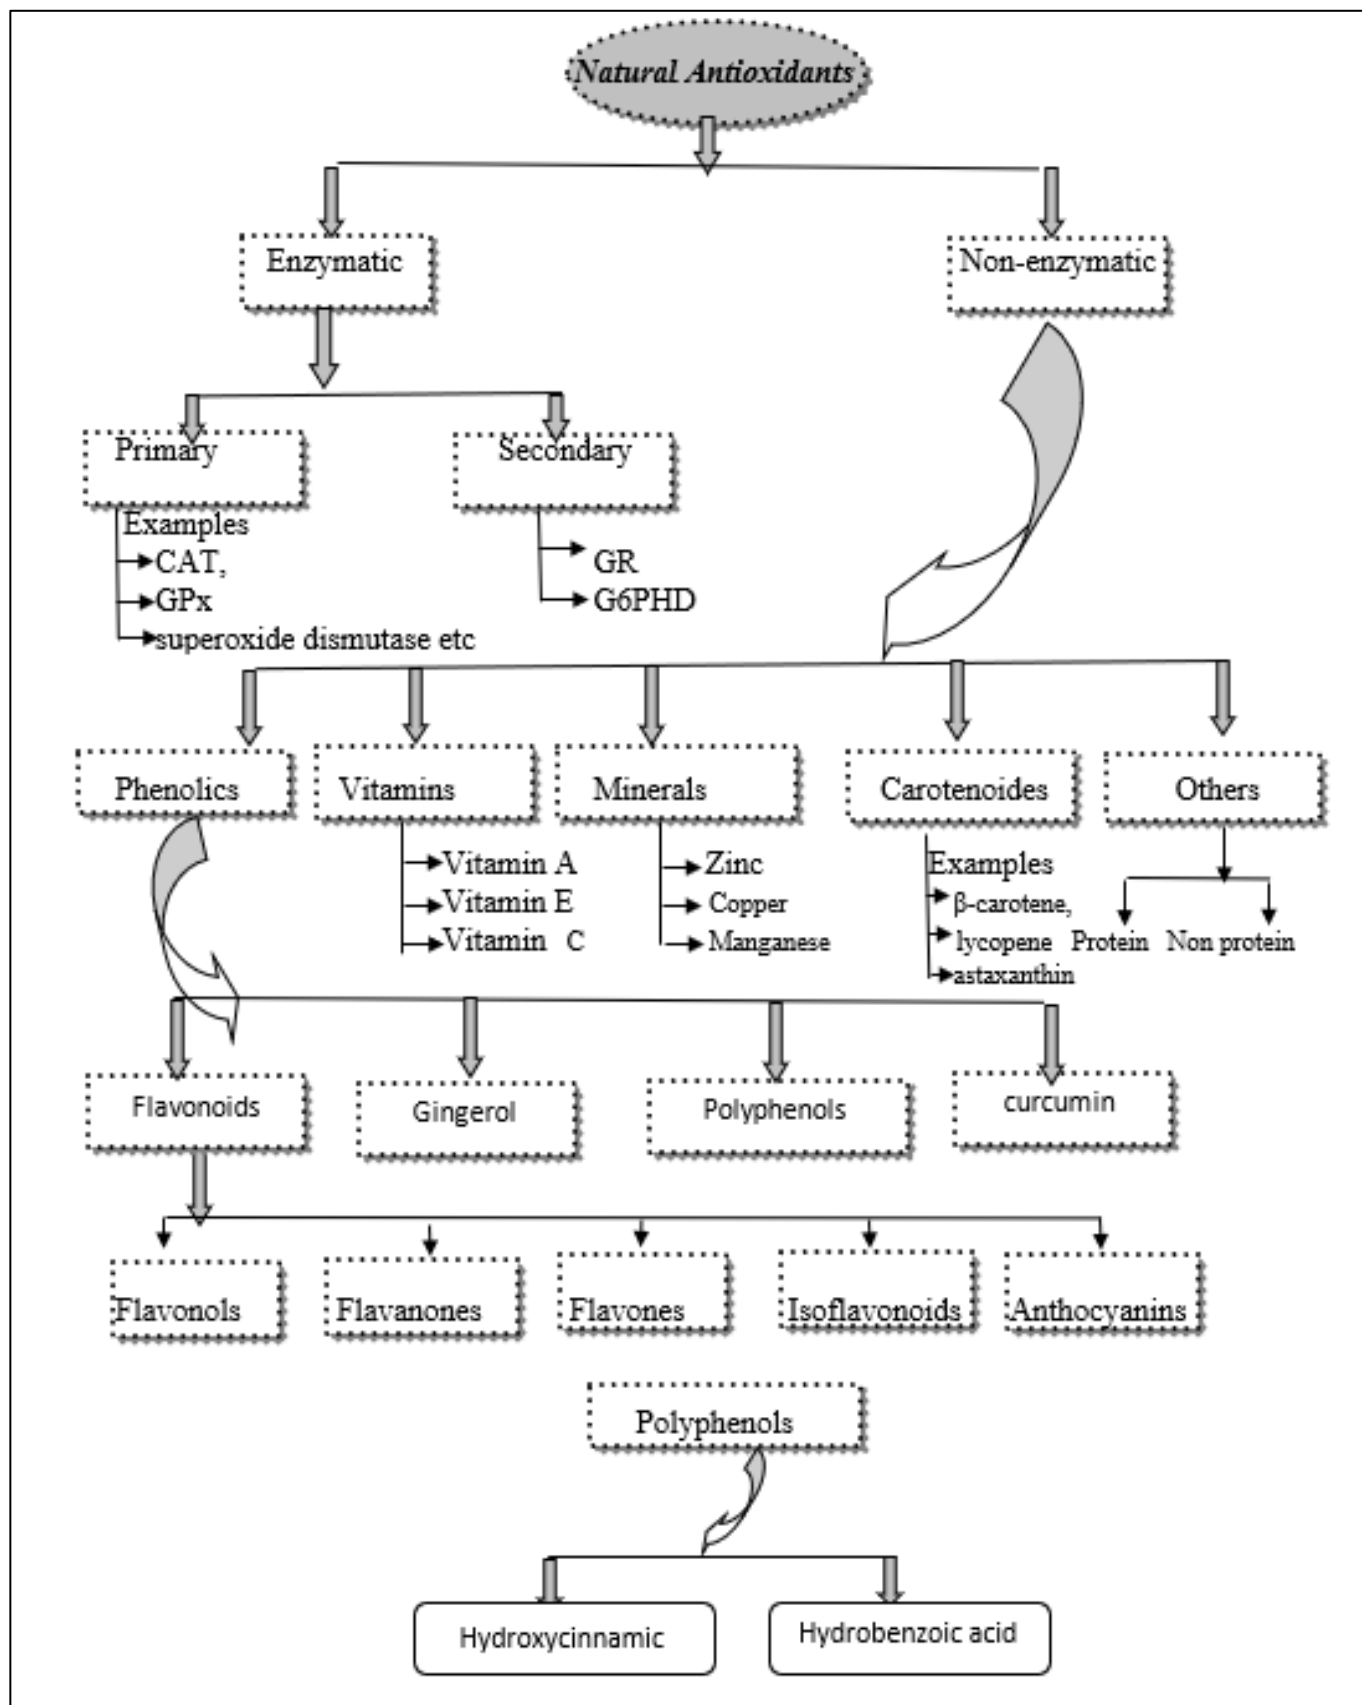 Natural Antioxidants
Enzymatic
Non-enzymatic
Primary
Secondary
Examples
CAT,
GPx
superoxide dismutase etc
GR
G6PHD
Phenolics
Vitamins
Minerals
Carotenoides
Others
Vitamin A
Vitamin E
Vitamin C
Zinc
Copper
Manganese
Examples
β-carotene,
lycopene
astaxanthin
Protein
Non protein
Flavonoids
Gingerol
Polyphenols
curcumin
Flavonols
Flavanones
Flavones
Isoflavonoids
Anthocyanins
Polyphenols
Hydroxycinnamic
Hydrobenzoic acid